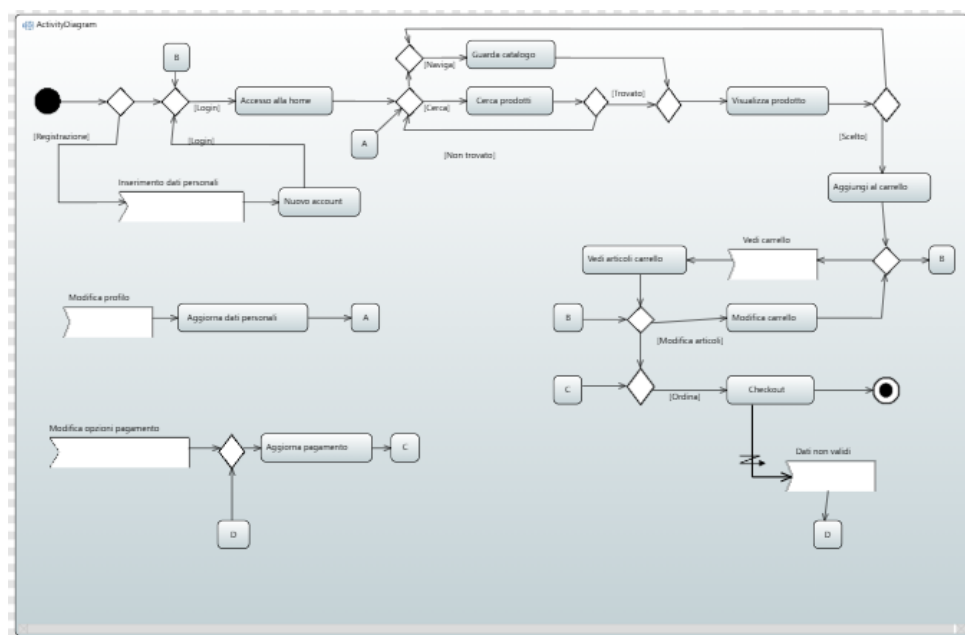 ActivityDiagram
B
[Naviga]
Guarda catalogo
[Login]
Accesso alla home
[Cerca]
Cerca prodotti
[Trovato]
Visualizza prodotto
[Registrazione]
[Login]
A
[Non trovato]
[Scelto]
Inserimento dati personali
Nuovo account
Aggiungi al carrello
Vedi carrello
Vedi articoli carrello
B
Modifica profilo
Aggiorna dati personali
A
B
Modifica carrello
[Modifica articoli]
C
[Ordina]
Checkout
Modifica opzioni pagamento
Aggiorna pagamento
C
Dati non validi
D
D